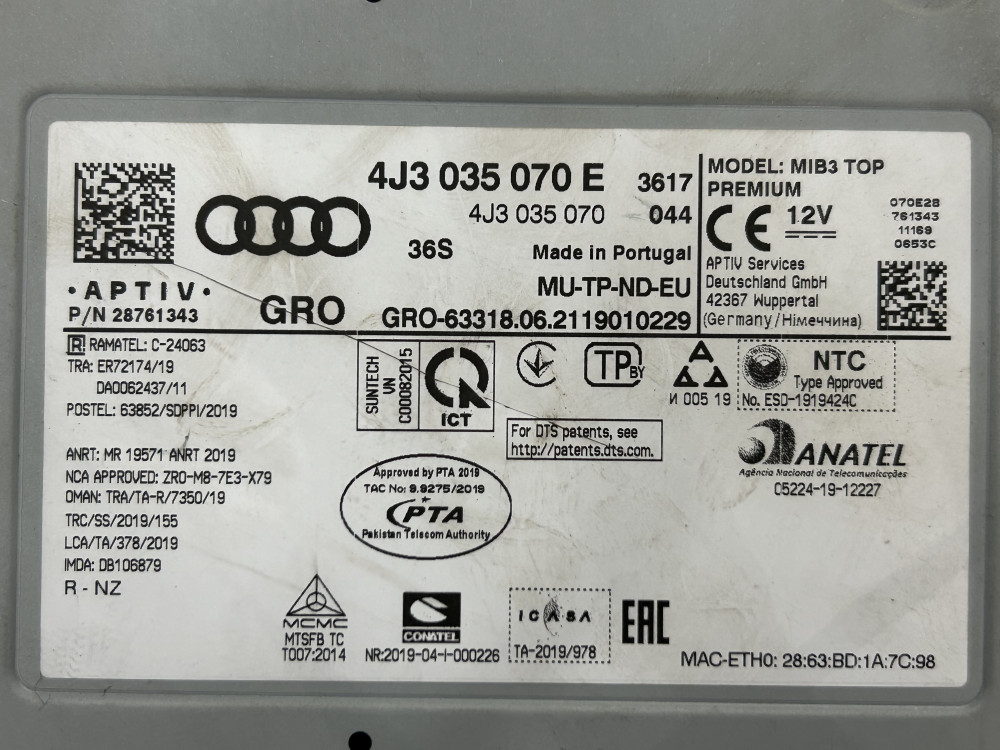 4J3 035 070 E 3617
4J3 035 070 044
36S Made in Portugal
MU-TP-ND-EU
·APTIV·
P/N 28761343
GRO GRO-63318.06.2119010229
MODEL: MIB3 TOP
PREMIUM
CE 12V
APTIV Services
Deutschland GmbH
42367 Wuppertal
(Germany/Німеччина)
070E28
761343
11169
0653C
R RAMATEL: C-24063
TRA: ER72174/19
DA0062437/11
POSTEL: 63852/SDPPI/2019
ANRT: MR 19571 ANRT 2019
NCA APPROVED: ZRO-M8-7E3-X79
OMAN: TRA/TA-R/7350/19
TRC/SS/2019/155
LCA/TA/378/2019
IMDA: DB106879
R - NZ
SUNTECH
VN
C00082015
ICT
TP BY
И 005 19
NTC
Type Approved
No. ESD-1919424C
For DTS patents, see
http://patents.dts.com.
ANATEL
Agência Nacional de Telecomunicações
05224-19-12227
Approved by PTA 2019
TAC No: 9.9275/2019
PTA
Pakistan Telecom Authority
MCMC
MTSFB TC
T007:2014
CONATEL
NR:2019-04-I-000226
ICASA
TA-2019/978
EAC
MAC-ETH0: 28:63:BD:1A:7C:98